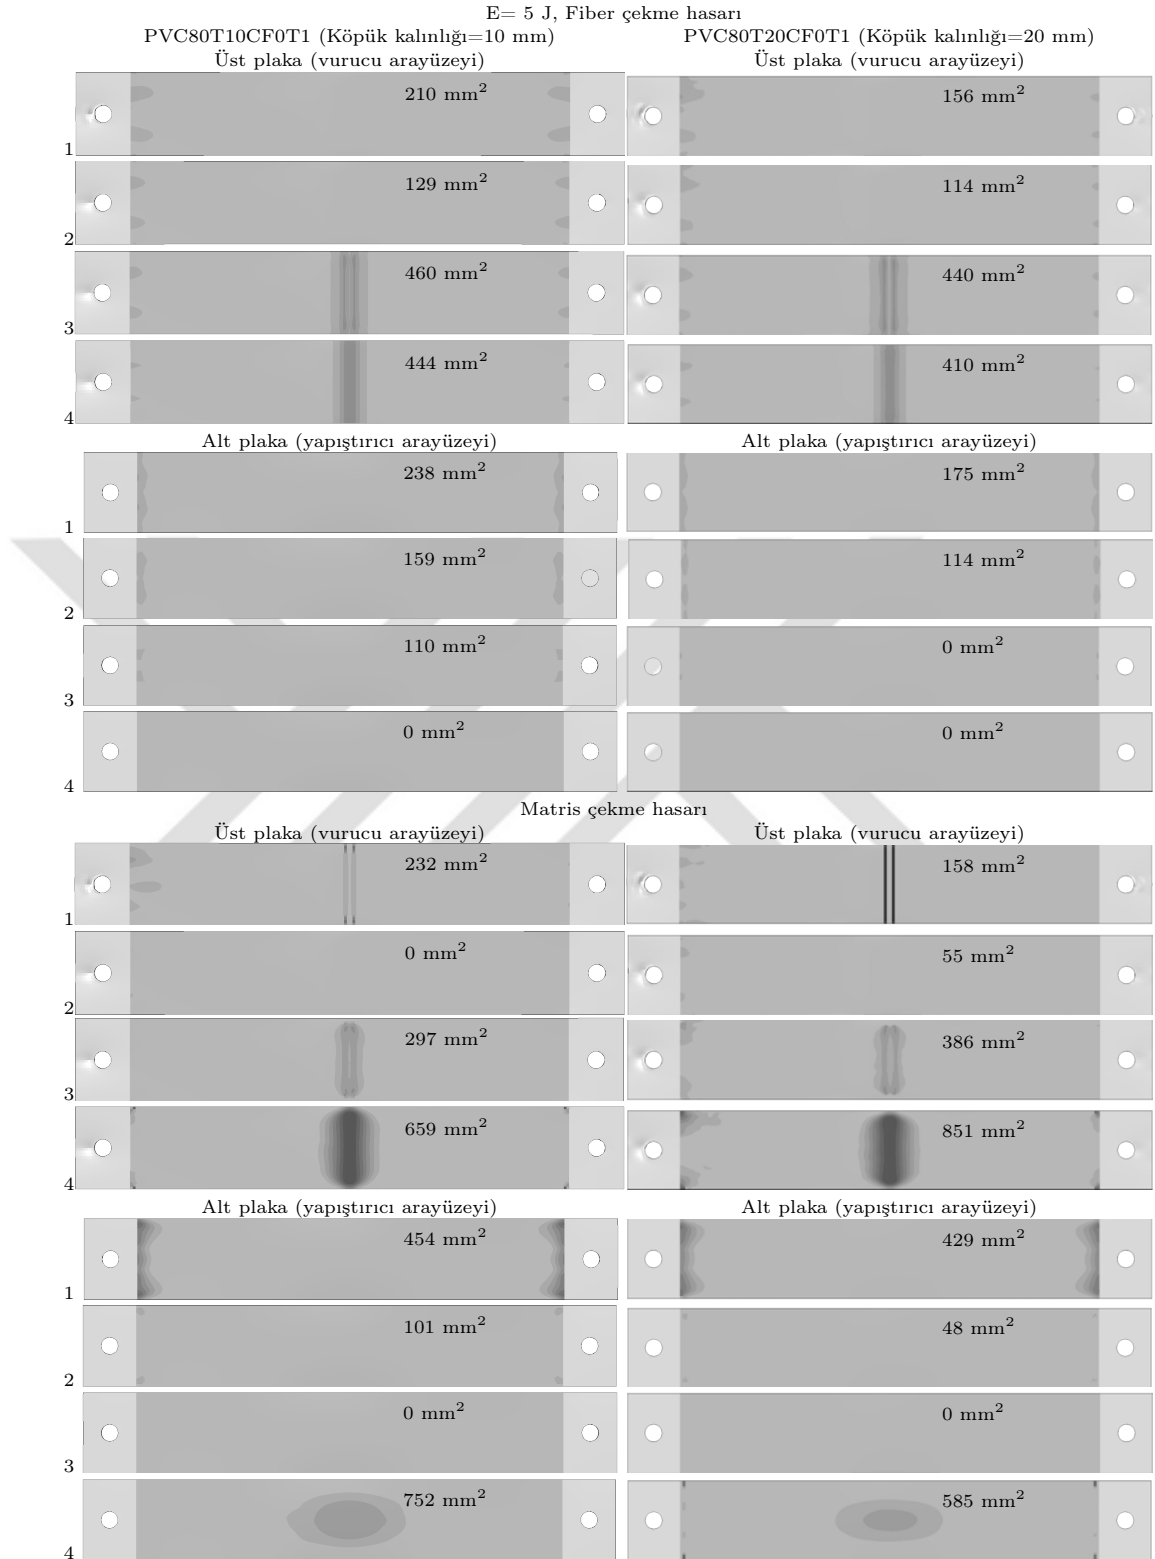 E= 5 J, Fiber çekme hasarı
PVC80T10CF0T1 (Köpük kalınlığı=10 mm) PVC80T20CF0T1 (Köpük kalınlığı=20 mm)
Üst plaka (vurucu arayüzeyi) Üst plaka (vurucu arayüzeyi)
1 210 mm² 156 mm²
2 129 mm² 114 mm²
3 460 mm² 440 mm²
4 444 mm² 410 mm²
Alt plaka (yapıştırıcı arayüzeyi) Alt plaka (yapıştırıcı arayüzeyi)
1 238 mm² 175 mm²
2 159 mm² 114 mm²
3 110 mm² 0 mm²
4 0 mm² 0 mm²
Matris çekme hasarı
Üst plaka (vurucu arayüzeyi) Üst plaka (vurucu arayüzeyi)
1 232 mm² 158 mm²
2 0 mm² 55 mm²
3 297 mm² 386 mm²
4 659 mm² 851 mm²
Alt plaka (yapıştırıcı arayüzeyi) Alt plaka (yapıştırıcı arayüzeyi)
1 454 mm² 429 mm²
2 101 mm² 48 mm²
3 0 mm² 0 mm²
4 752 mm² 585 mm²